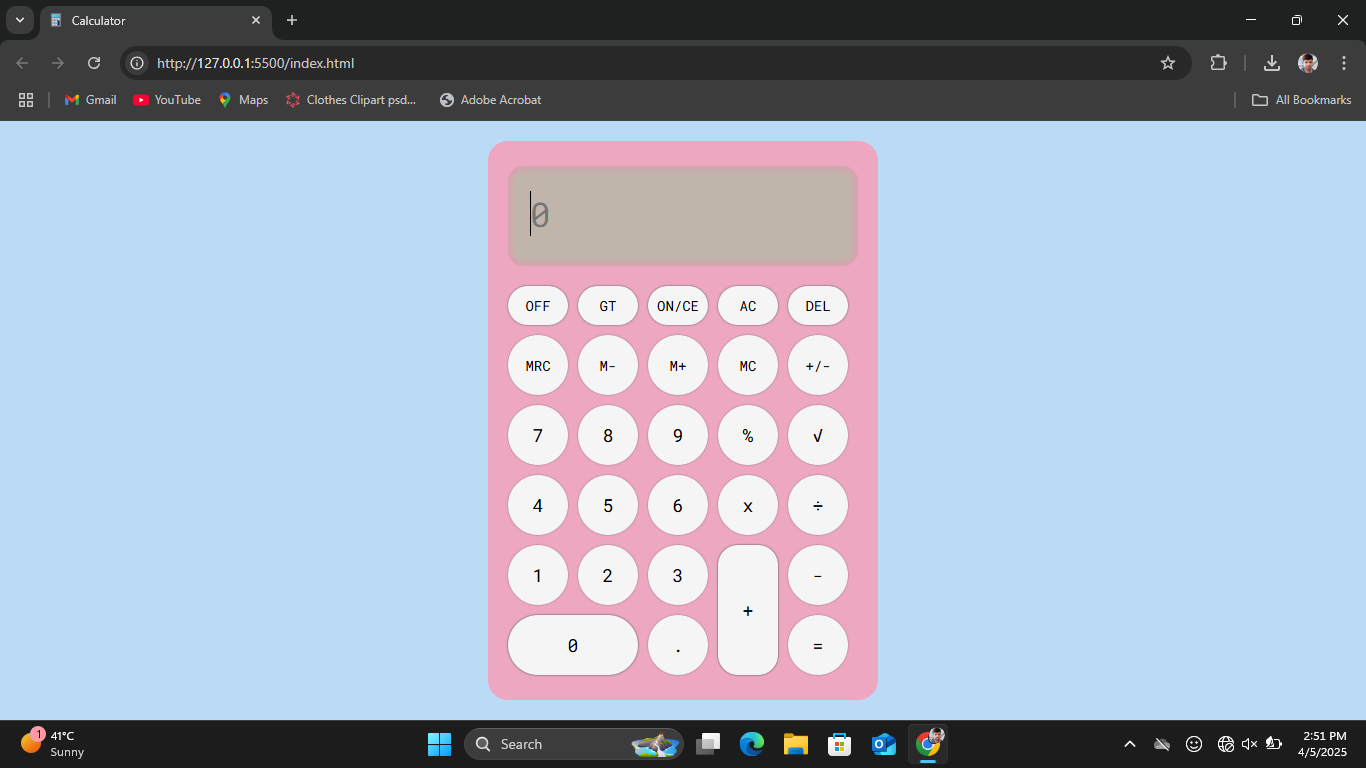 Calculator
http://127.0.0.1:5500/index.html
Gmail YouTube Maps Clothes Clipart psd... Adobe Acrobat All Bookmarks
0
OFF GT ON/CE AC DEL
MRC M- M+ MC +/-
7 8 9 % √
4 5 6 x ÷
1 2 3 + -
0 . =
1 41°C
Sunny
Search
2:51 PM
4/5/2025